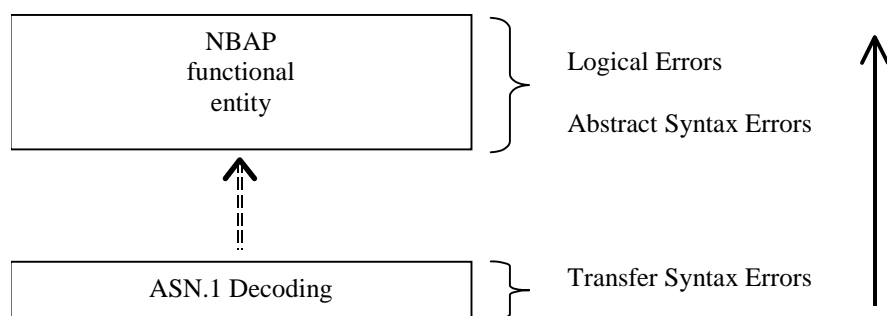 NBAP
functional
entity
Logical Errors
Abstract Syntax Errors
ASN.1 Decoding
Transfer Syntax Errors